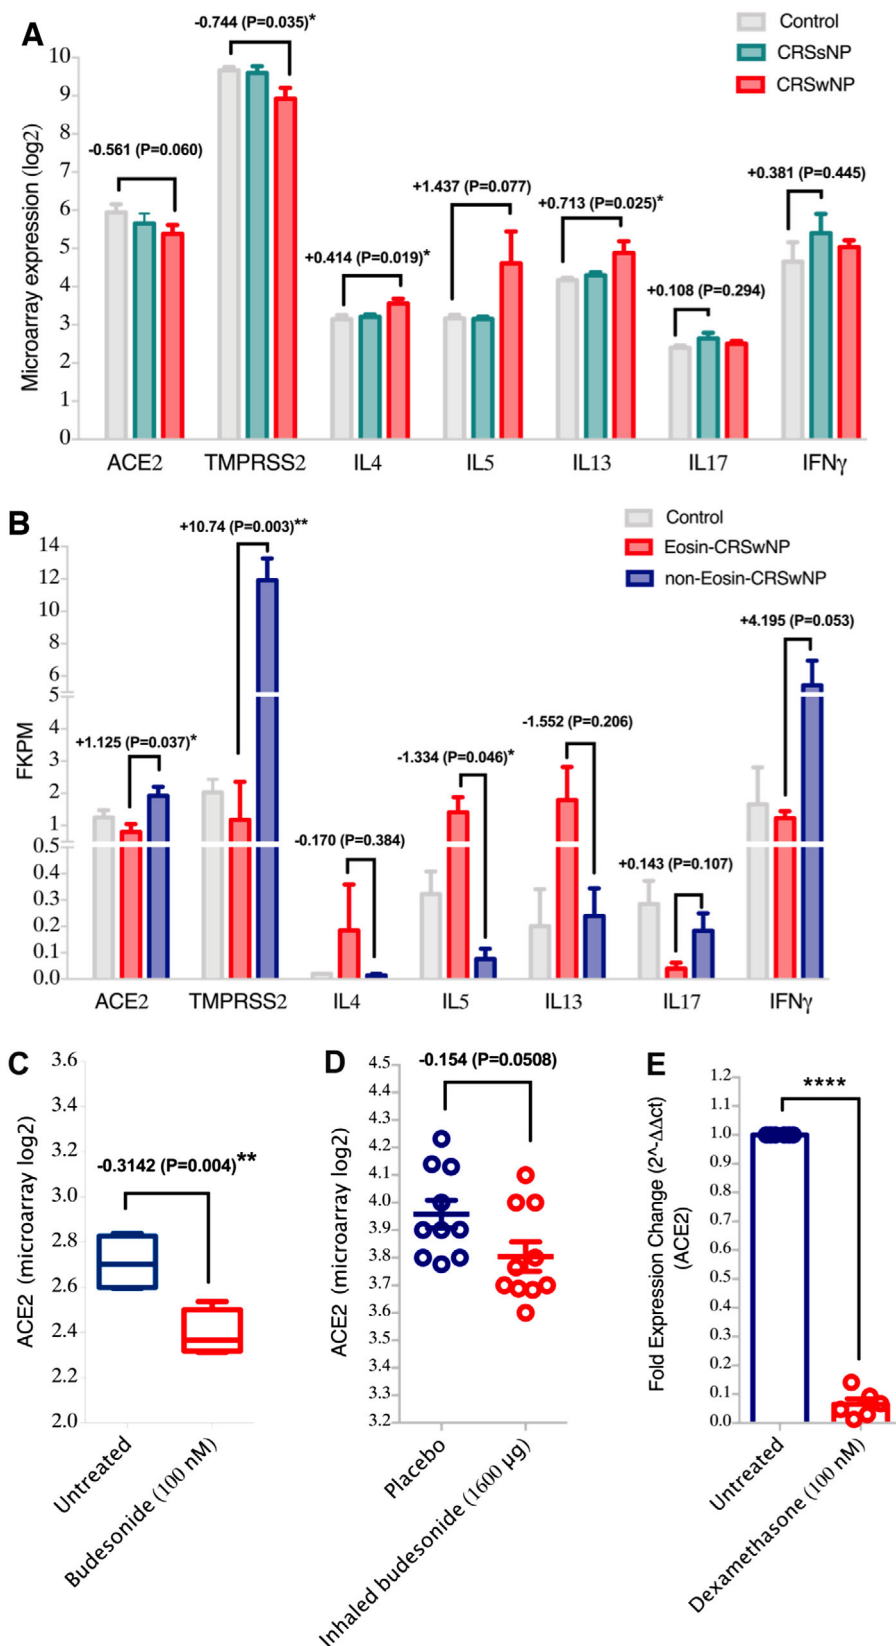 A
-0.744 (P=0.035)*
Control
CRSsNP
CRSwNP
Microarray expression (log2)
10
9
8
7
6
5
4
3
2
1
0
-0.561 (P=0.060)
+0.414 (P=0.019)*
+1.437 (P=0.077)
+0.713 (P=0.025)*
+0.108 (P=0.294)
+0.381 (P=0.445)
ACE2 TMPRSS2 IL4 IL5 IL13 IL17 IFNγ
B
+10.74 (P=0.003)**
Control
Eosin-CRSwNP
non-Eosin-CRSwNP
FKPM
14
12
10
8
6
5
4
3
2
1
0.5
0.4
0.3
0.2
0.1
0.0
+1.125 (P=0.037)*
-0.170 (P=0.384)
-1.334 (P=0.046)*
-1.552 (P=0.206)
+0.143 (P=0.107)
+4.195 (P=0.053)
ACE2 TMPRSS2 IL4 IL5 IL13 IL17 IFNγ
C
ACE2 (microarray log2)
3.6
3.4
3.2
3.0
2.8
2.6
2.4
2.2
2.0
-0.3142 (P=0.004)**
Untreated
Budesonide (100 nM)
D
-0.154 (P=0.0508)
ACE2 (microarray log2)
4.5
4.4
4.3
4.2
4.1
4.0
3.9
3.8
3.7
3.6
3.5
3.4
3.3
3.2
Placebo
Inhaled budesonide (1600 µg)
E
****
Fold Expression Change (2^-ΔΔct)
(ACE2)
1.2
1.1
1.0
0.9
0.8
0.7
0.6
0.5
0.4
0.3
0.2
0.1
0.0
Untreated
Dexamethasone (100 nM)